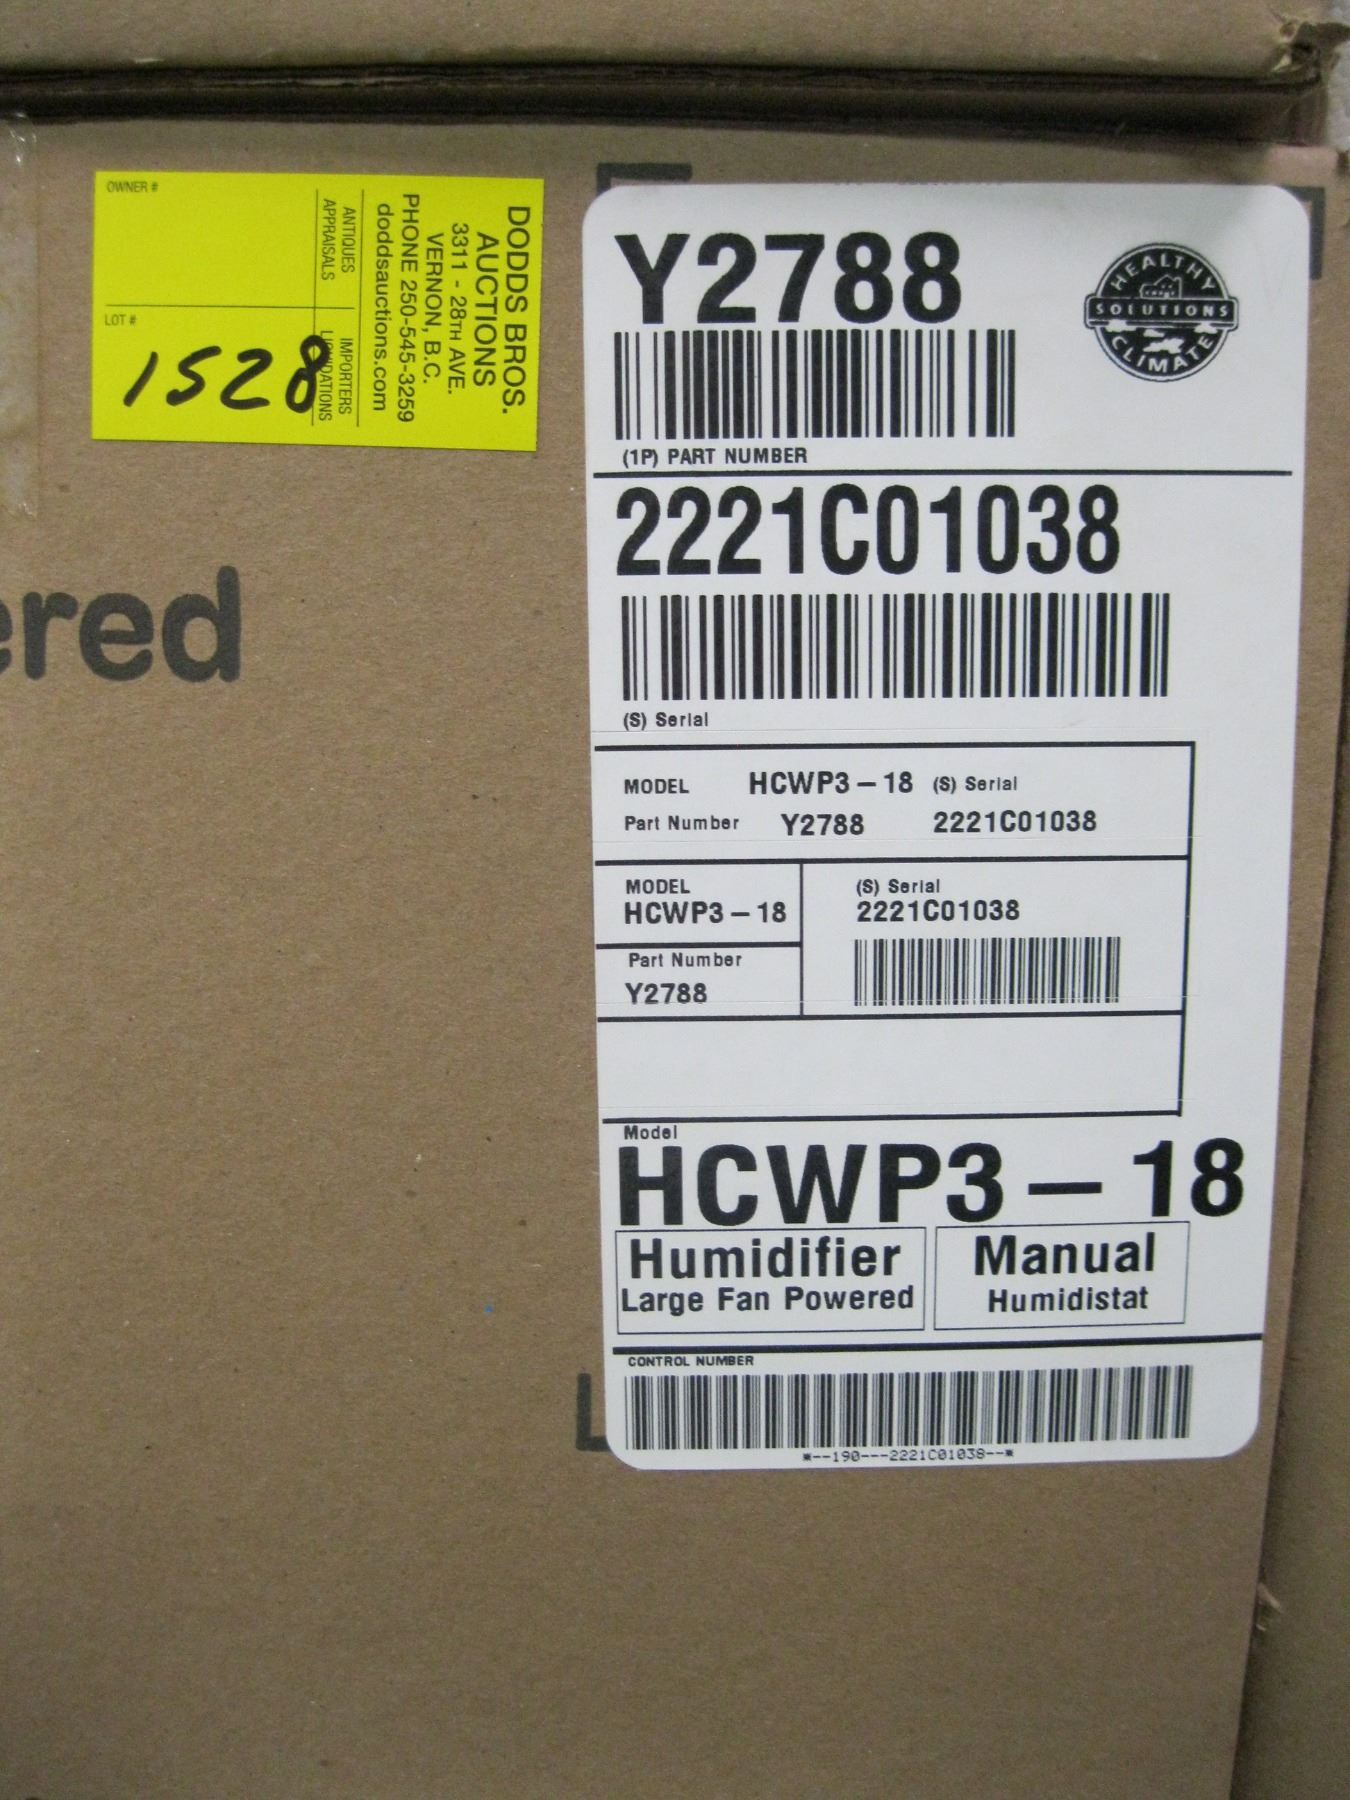 OWNER #
LOT #
1528
ANTIQUES
APPRAISALS
IMPORTERS
LIQUIDATIONS
DODDS BROS.
AUCTIONS
3311 - 28TH AVE.
VERNON, B.C.
PHONE 250-545-3259
doddsauctions.com
ered
Y2788
HEALTHY
SOLUTIONS
CLIMATE
(1P) PART NUMBER
2221C01038
(S) Serial
MODEL HCWP3-18 (S) Serial
Part Number Y2788 2221C01038
MODEL
HCWP3-18
(S) Serial
2221C01038
Part Number
Y2788
Model
HCWP3-18
Humidifier
Large Fan Powered
Manual
Humidistat
CONTROL NUMBER
*--190---2221C01038--*